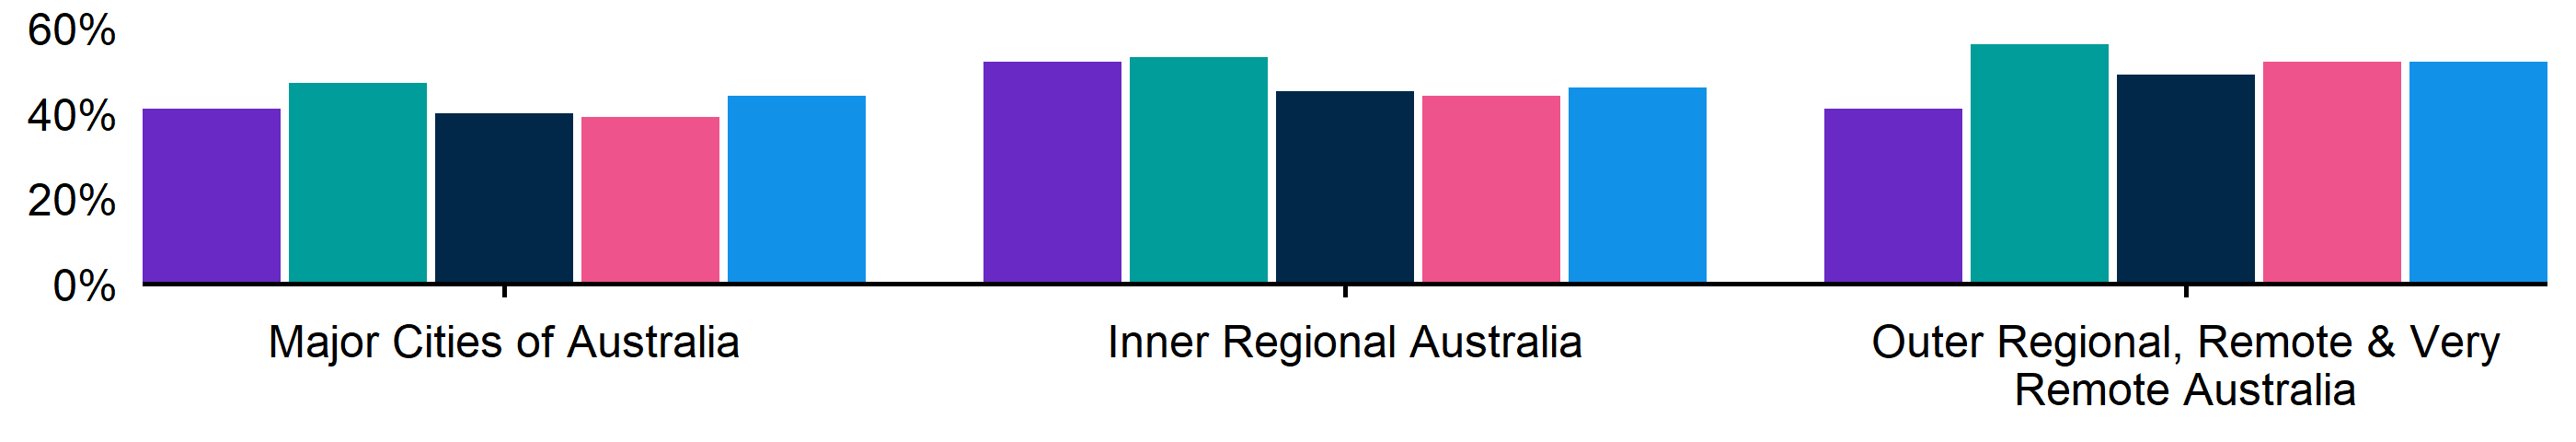 60%
40%
20%
0%
Major Cities of Australia
Inner Regional Australia
Outer Regional, Remote & Very
Remote Australia